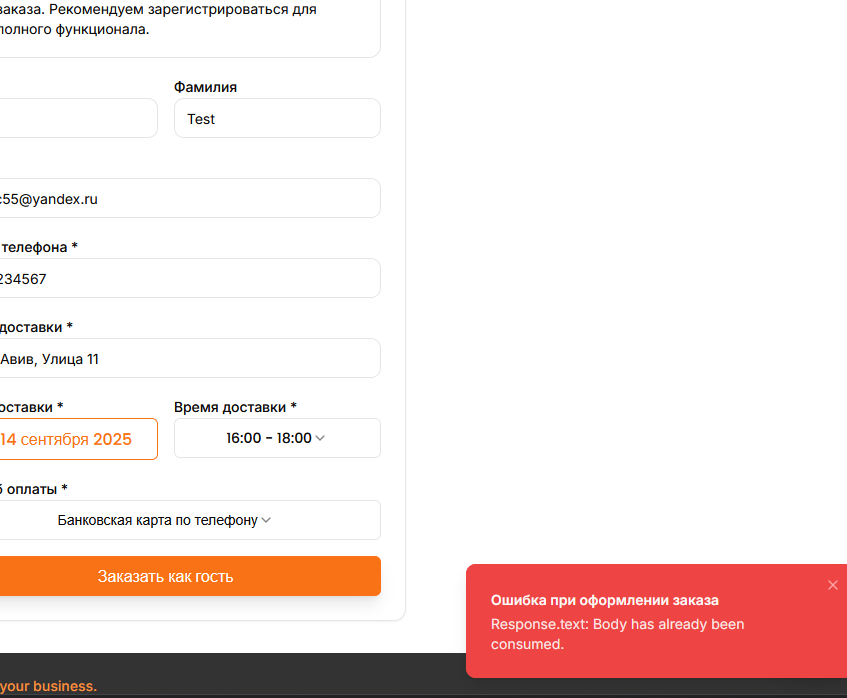 заказа. Рекомендуем зарегистрироваться для
полного функционала.
Фамилия
Test
c55@yandex.ru
телефона *
234567
доставки *
Авив, Улица 11
оставки *
Время доставки *
14 сентября 2025
16:00 - 18:00
б оплаты *
Банковская карта по телефону
Заказать как гость
Ошибка при оформлении заказа
Response.text: Body has already been
consumed.
your business.